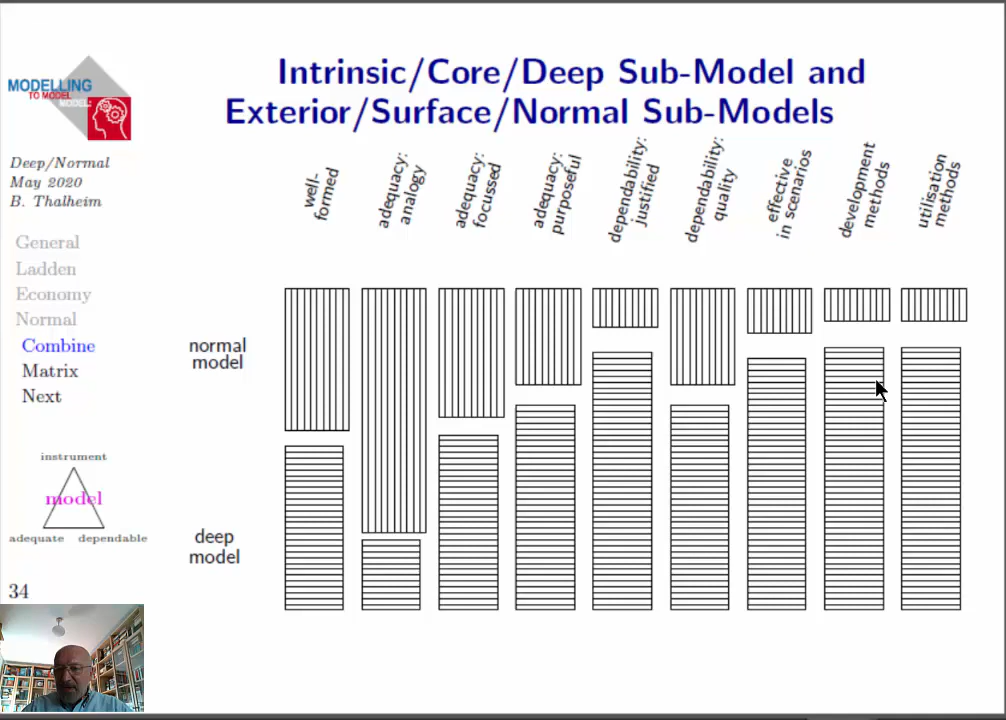 Intrinsic/Core/Deep Sub-Model and
Exterior/Surface/Normal Sub-Models
MODELLING
TO MODEL
MODEL:
Deep/Normal
May 2020
B. Thalheim
General
Ladden
Economy
Normal
Combine
Matrix
Next
instrument
model
adequate dependable
34
well-
formed
adequacy:
analogy
adequacy:
focussed
adequacy:
purposeful
dependability:
justified
dependability:
quality
effective
in scenarios
development
methods
utilisation
methods
normal
model
deep
model